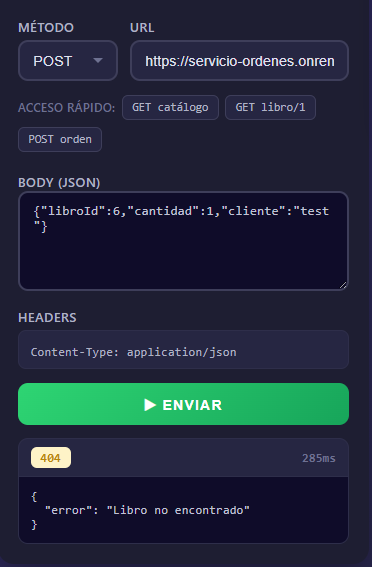 MÉTODO URL
POST https://servicio-ordenes.onren
ACCESO RÁPIDO: GET catálogo GET libro/1
POST orden
BODY (JSON)
{"libroId":6,"cantidad":1,"cliente":"test
"}
HEADERS
Content-Type: application/json
▶ ENVIAR
404 285ms
{
"error": "Libro no encontrado"
}